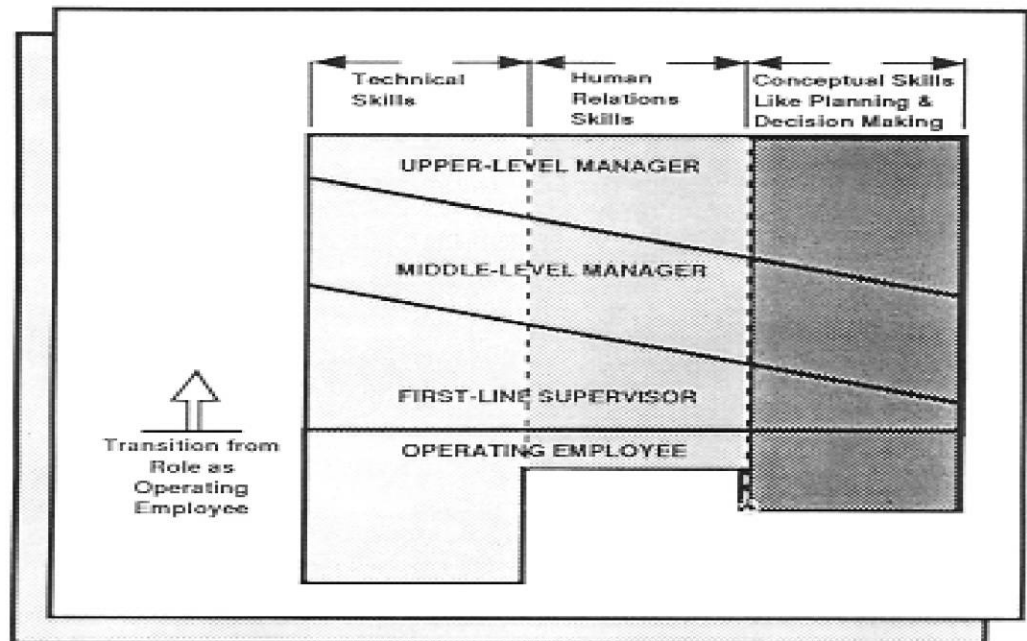 Technical
Skills
Human
Relations
Skills
Conceptual Skills
Like Planning &
Decision Making
UPPER-LEVEL MANAGER
MIDDLE-LEVEL MANAGER
FIRST-LINE SUPERVISOR
OPERATING EMPLOYEE
Transition from
Role as
Operating
Employee